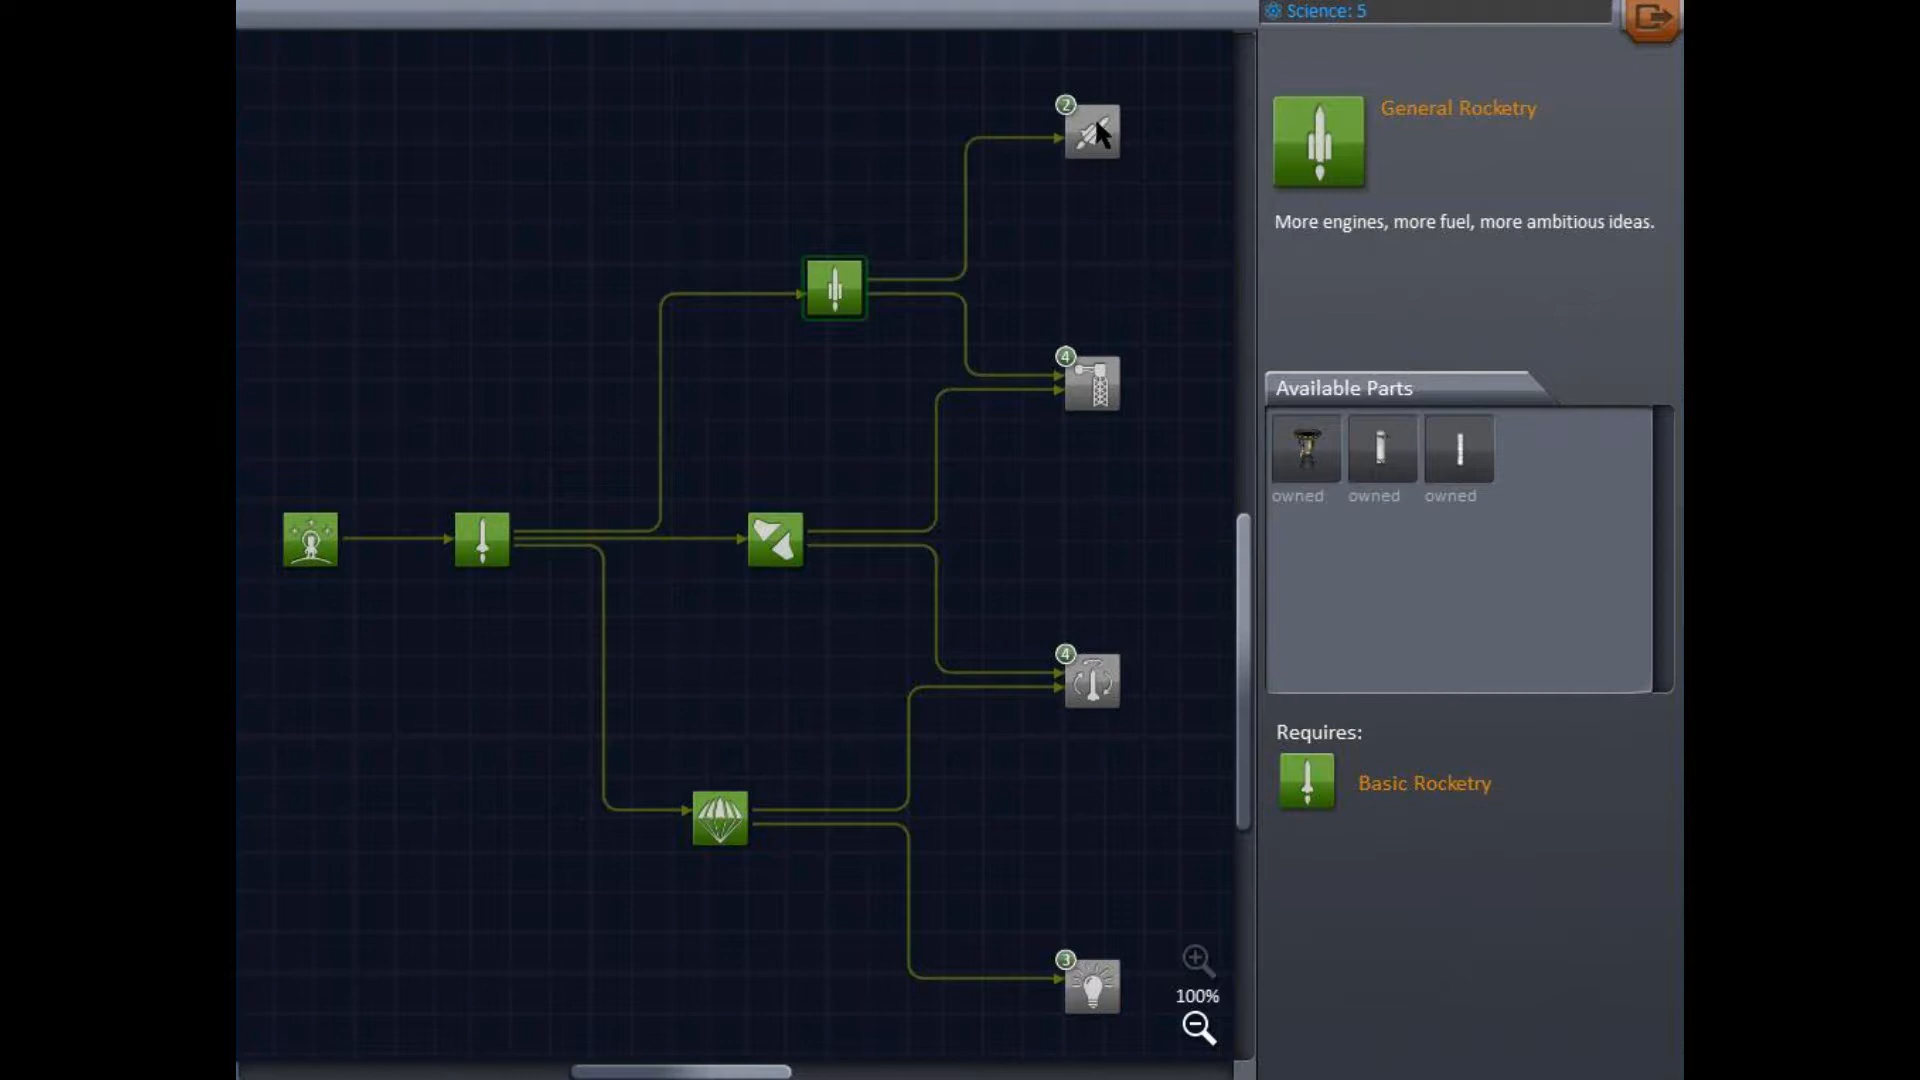 Science: 5
General Rocketry
More engines, more fuel, more ambitious ideas.
Available Parts
owned owned owned
Requires:
Basic Rocketry
2
4
4
3
100%